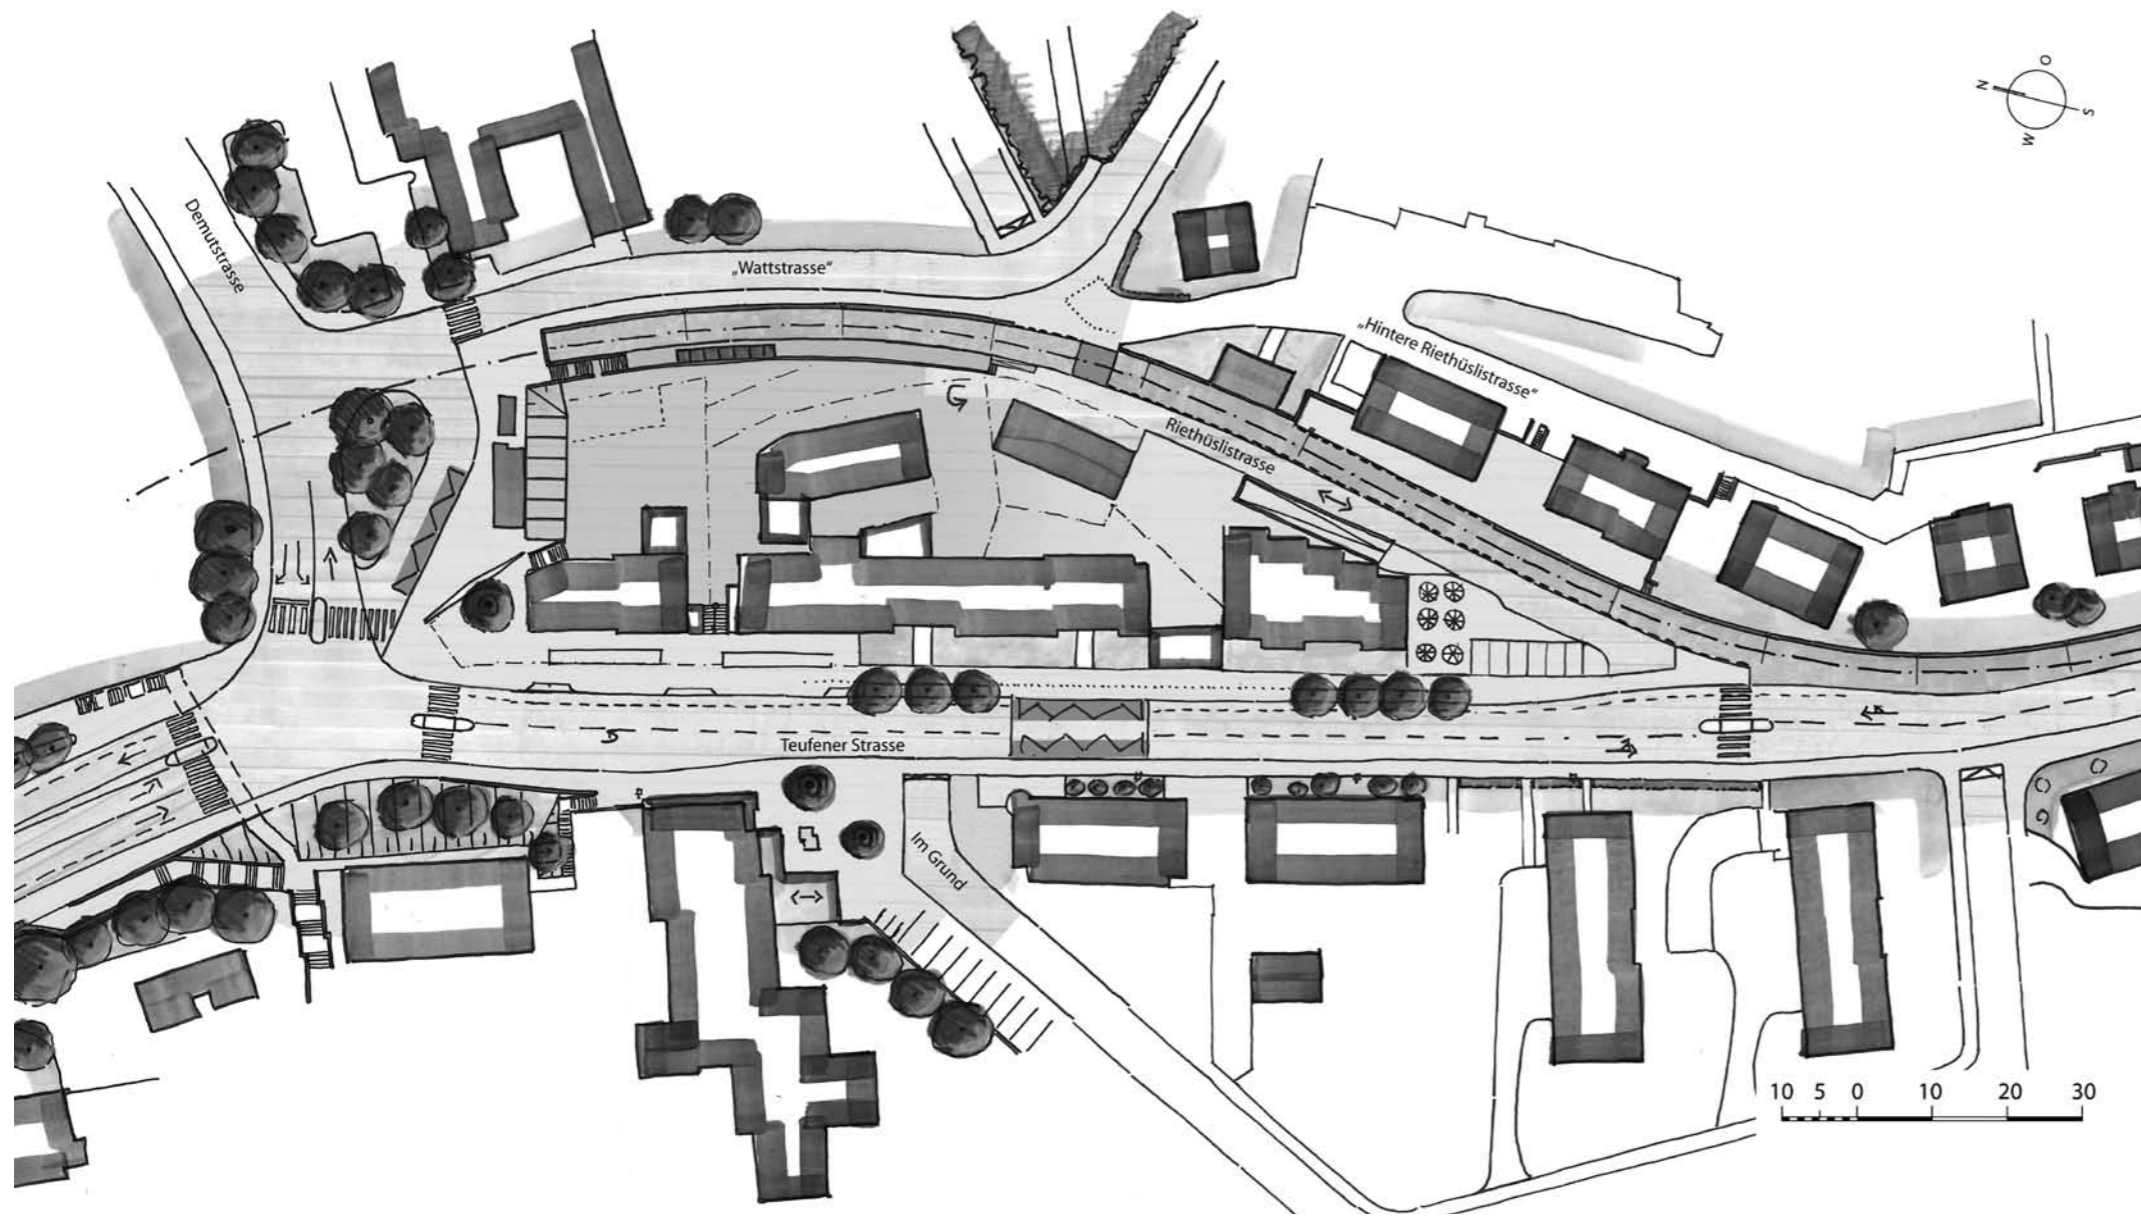 O
N
S
W
Demutstrasse
„Wattstrasse“
„Hintere Riethüslistrasse“
Riethüslistrasse
Teufener Strasse
Im Grund
10 5 0 10 20 30